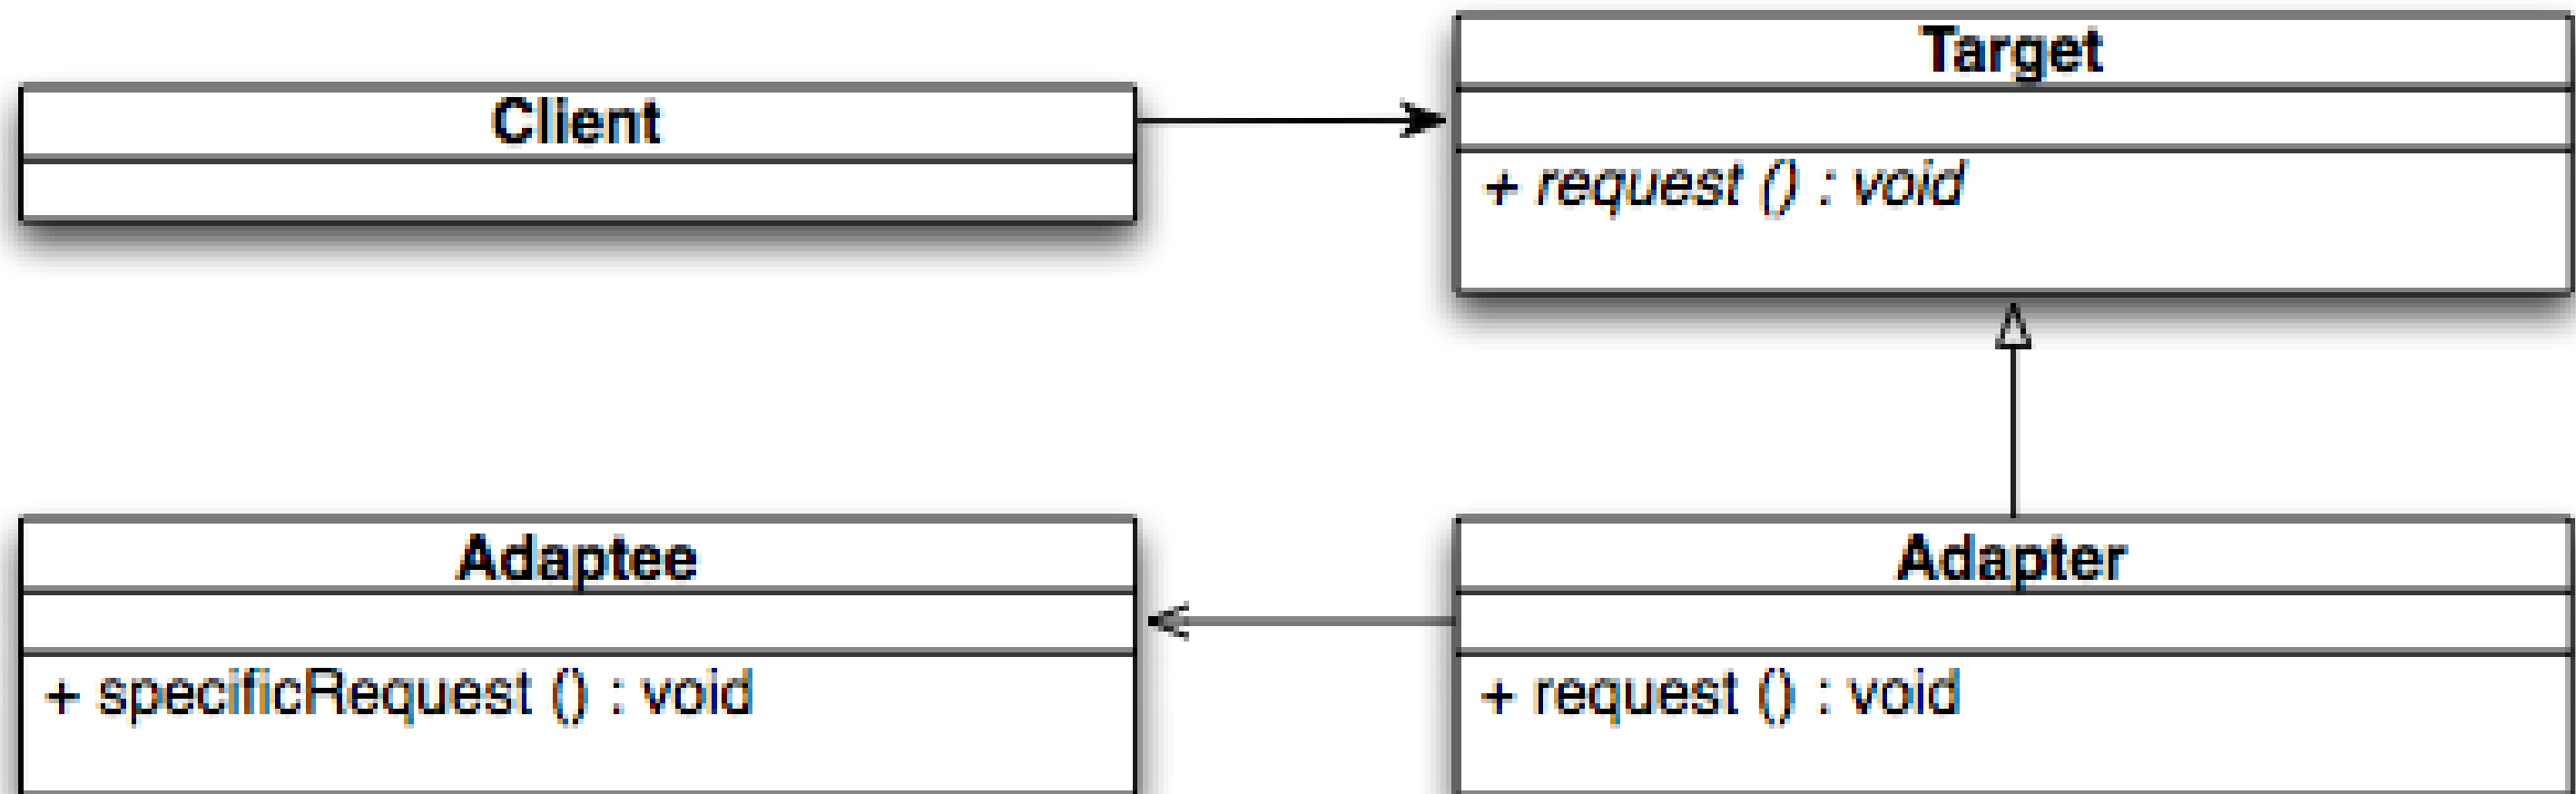 Client
Target
+ request () : void
Adaptee
+ specificRequest () : void
Adapter
+ request () : void